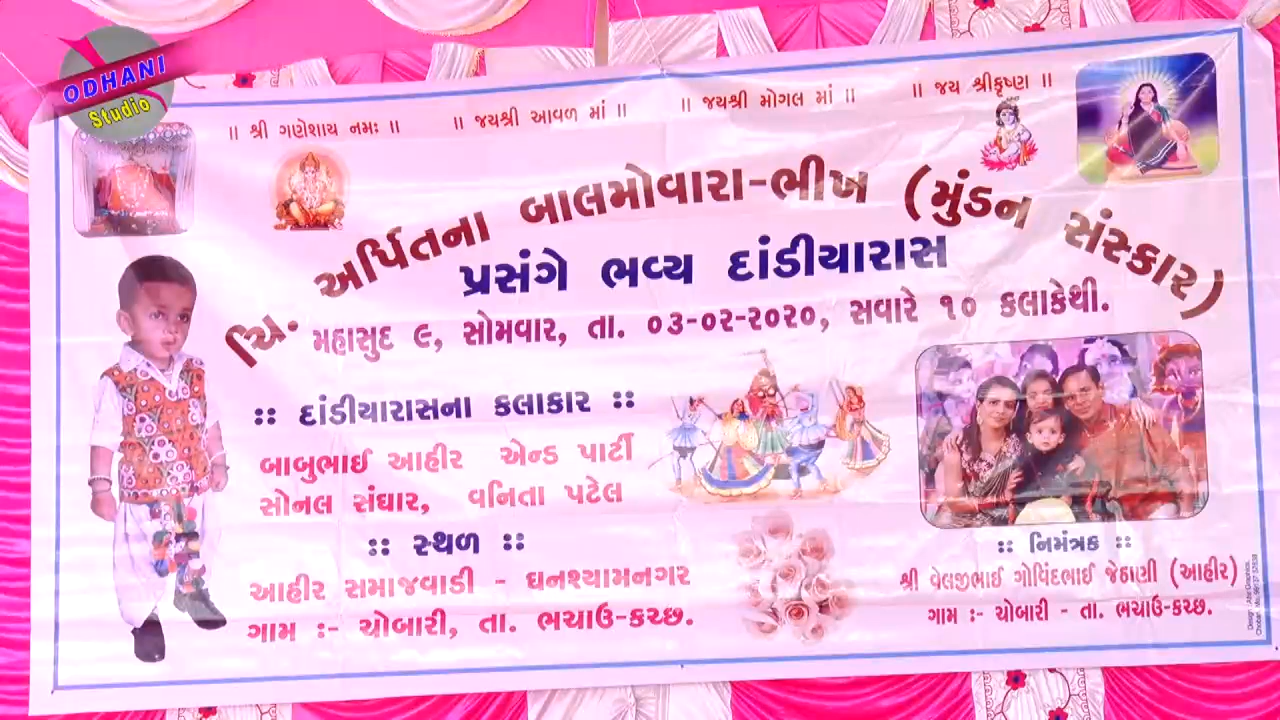 ODHANI
Studio
॥ શ્રી ગણેશાય નમઃ ॥ ॥ જયશ્રી આવળ માં ॥ ॥ જયશ્રી મોગલ માં ॥ ॥ જય શ્રીકૃષ્ણ ॥
ચિ. અર્પિતના બાલમોવારા-ભીખ (મુંડન સંસ્કાર)
પ્રસંગે ભવ્ય દાંડીયારાસ
મહાસુદ ૯, સોમવાર, તા. ૦૩-૦૨-૨૦૨૦, સવારે ૧૦ કલાકેથી.
:: દાંડીયારાસના કલાકાર ::
બાબુભાઈ આહીર એન્ડ પાર્ટી
સોનલ સંઘાર, વનિતા પટેલ
:: સ્થળ ::
આહીર સમાજવાડી - ઘનશ્યામનગર
ગામ :- ચોબારી, તા. ભચાઉ-કચ્છ.
:: નિમંત્રક ::
શ્રી વેલજીભાઈ ગોવિંદભાઈ જેઠાણી (આહીર)
ગામ :- ચોબારી - તા. ભચાઉ-કચ્છ.